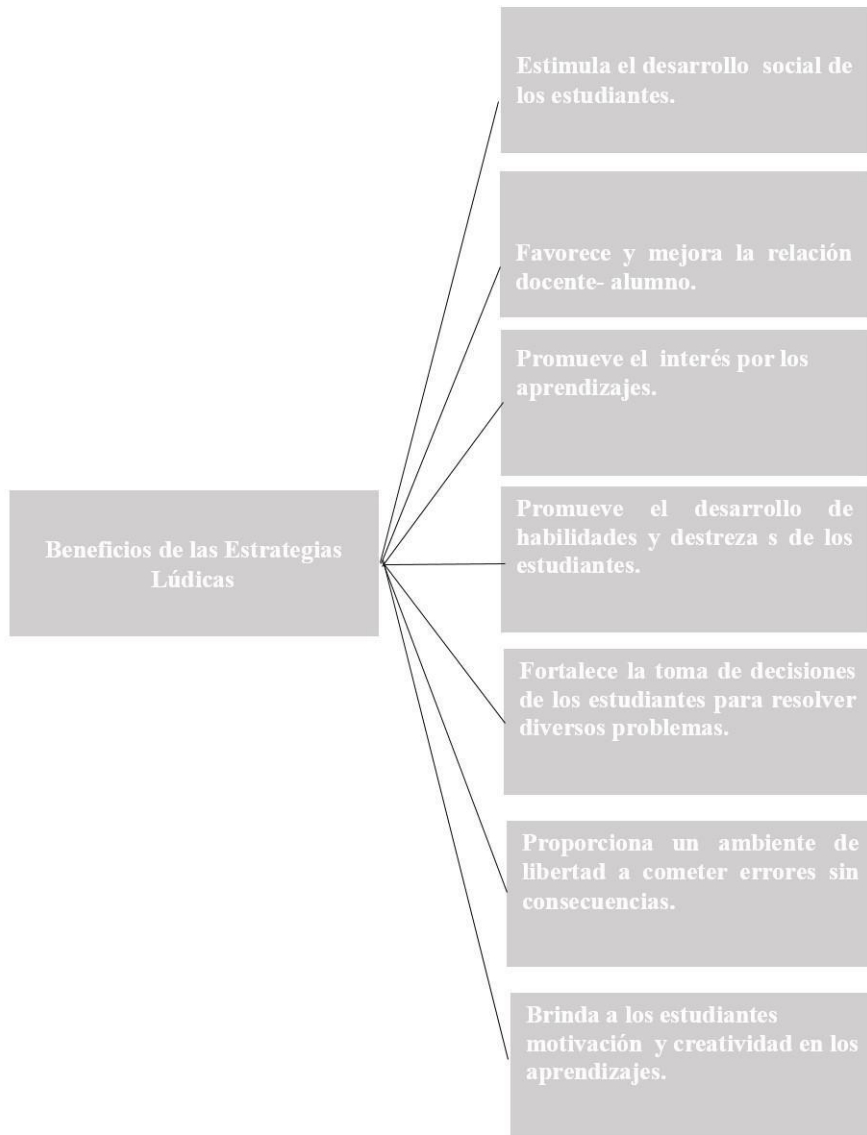 Estimula el desarrollo  social de
los estudiantes.
Favorece y mejora la relación
docente- alumno.
Promueve el  interés por los
aprendizajes.
Beneficios de las Estrategias
Lúdicas
Promueve el desarrollo de
habilidades y destreza s de los
estudiantes.
Fortalece la toma de decisiones
de los estudiantes para resolver
diversos problemas.
Proporciona un ambiente de
libertad a cometer errores sin
consecuencias.
Brinda a los estudiantes
motivación  y creatividad en los
aprendizajes.